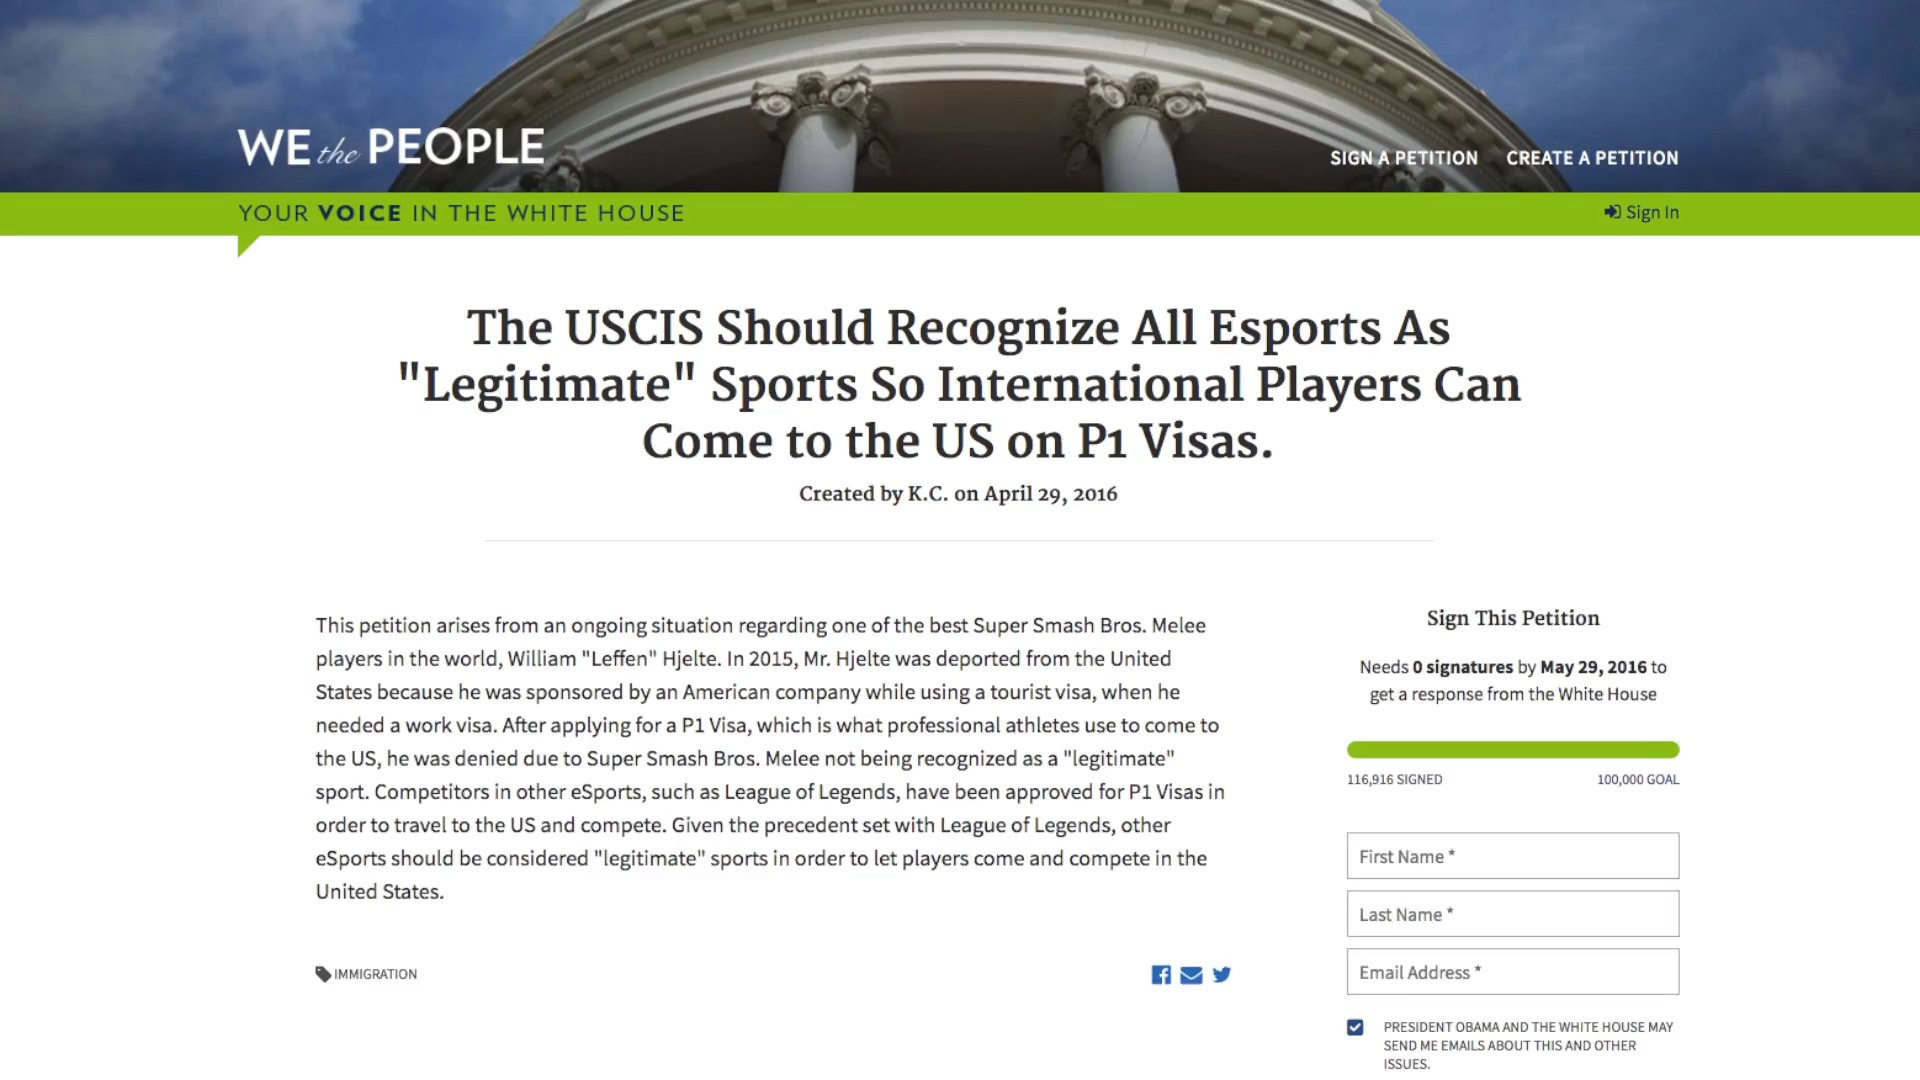 WE the PEOPLE
SIGN A PETITION CREATE A PETITION
YOUR VOICE IN THE WHITE HOUSE
Sign In
The USCIS Should Recognize All Esports As
"Legitimate" Sports So International Players Can
Come to the US on P1 Visas.
Created by K.C. on April 29, 2016
This petition arises from an ongoing situation regarding one of the best Super Smash Bros. Melee
players in the world, William "Leffen" Hjelte. In 2015, Mr. Hjelte was deported from the United
States because he was sponsored by an American company while using a tourist visa, when he
needed a work visa. After applying for a P1 Visa, which is what professional athletes use to come to
the US, he was denied due to Super Smash Bros. Melee not being recognized as a "legitimate"
sport. Competitors in other eSports, such as League of Legends, have been approved for P1 Visas in
order to travel to the US and compete. Given the precedent set with League of Legends, other
eSports should be considered "legitimate" sports in order to let players come and compete in the
United States.
IMMIGRATION
Sign This Petition
Needs 0 signatures by May 29, 2016 to
get a response from the White House
116,916 SIGNED 100,000 GOAL
First Name *
Last Name *
Email Address *
PRESIDENT OBAMA AND THE WHITE HOUSE MAY
SEND ME EMAILS ABOUT THIS AND OTHER
ISSUES.